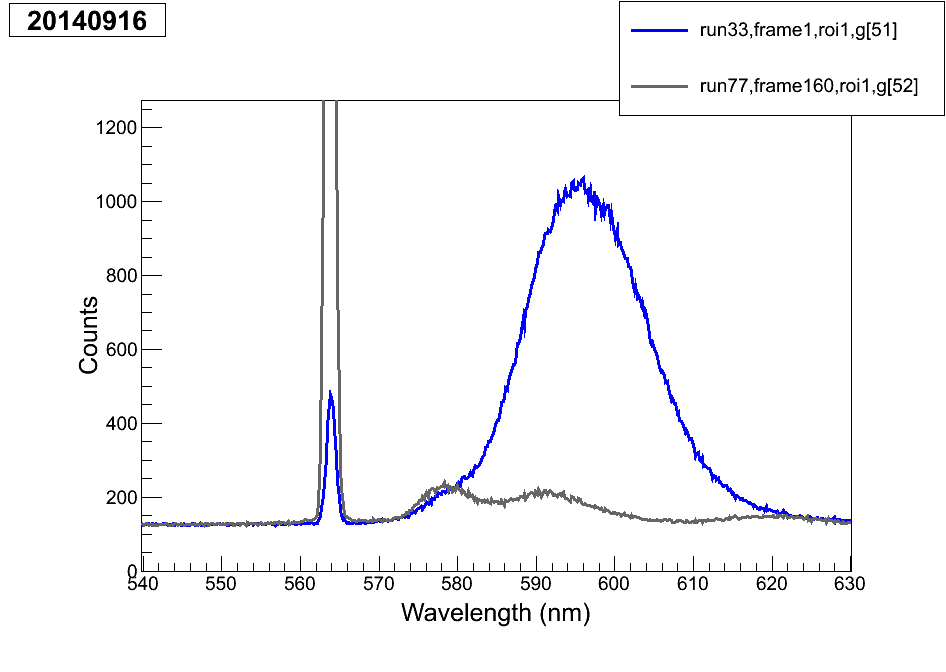 20140916
run33,frame1,roi1,g[51]
run77,frame160,roi1,g[52]
1200
1000
800
600
400
200
0
Counts
540 550 560 570 580 590 600 610 620 630
Wavelength (nm)